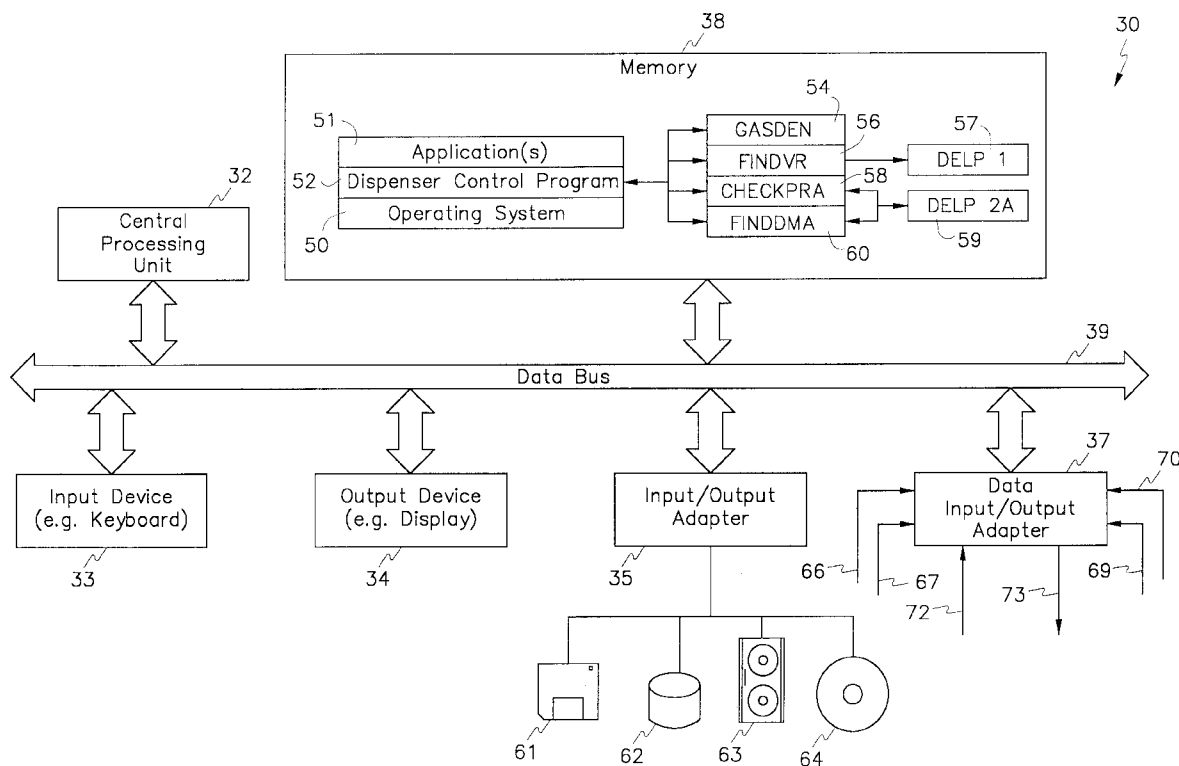 38
30
Memory
54
51
GASDEN
56
57
Application(s)
FINDVR
DELP 1
32
52
Dispenser Control Program
58
CHECKPRA
Central
Processing
Unit
50
Operating System
FINDDMA
DELP 2A
60
59
39
Data Bus
37
70
Input Device
(e.g. Keyboard)
Output Device
(e.g. Display)
Input/Output
Adapter
Data
Input/Output
Adapter
33
34
35
66
67
72
73
69
61
62
63
64